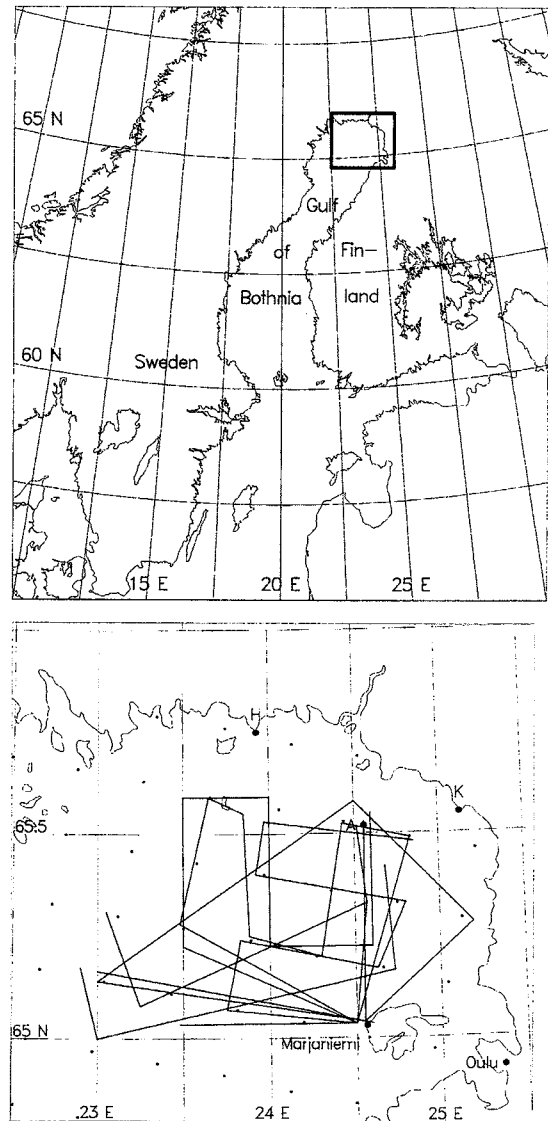 65 N
Gulf
of
Fin-
Bothnia
land
60 N
Sweden
15 E
20 E
25 E
H
K
A
65.5
65 N
Marjaniemi
Oulu
23 E
24 E
25 E